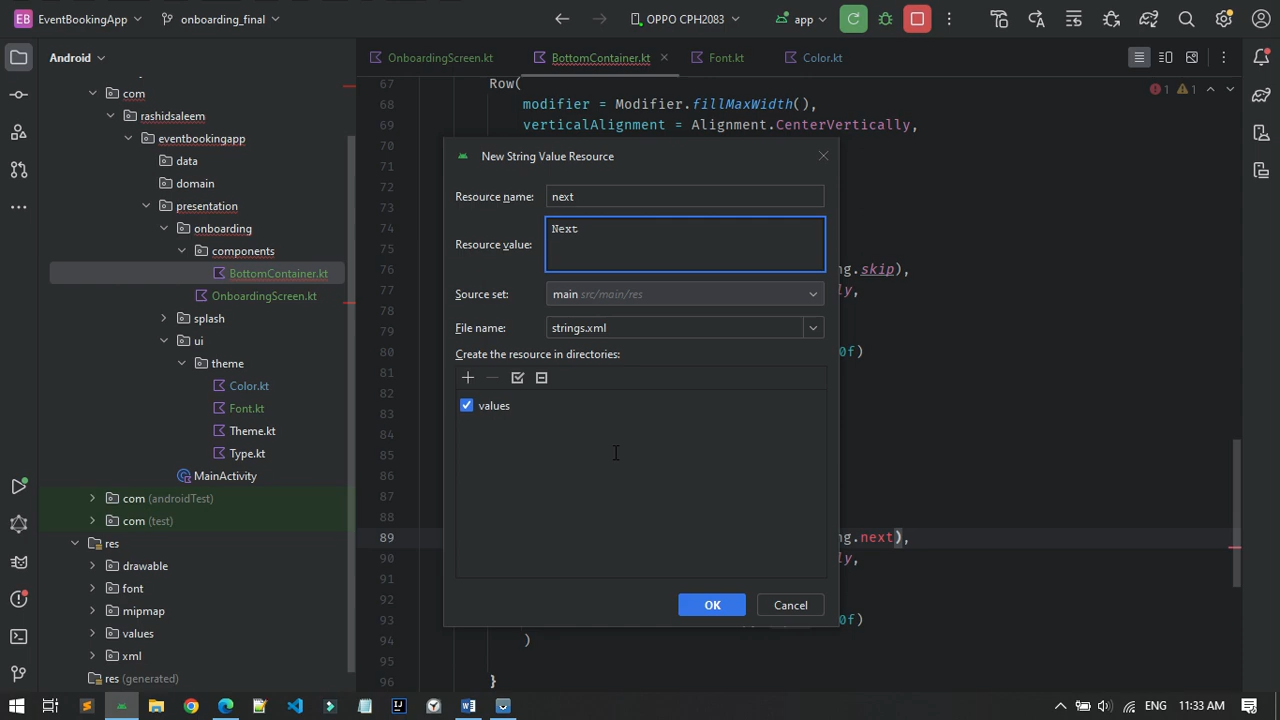 EB EventBookingApp onboarding_final OPPO CPH2083 app
Android OnboardingScreen.kt BottomContainer.kt Font.kt Color.kt
com
rashidsaleem
eventbookingapp
data
domain
presentation
onboarding
components
BottomContainer.kt
OnboardingScreen.kt
splash
ui
theme
Color.kt
Font.kt
Theme.kt
Type.kt
MainActivity
com (androidTest)
com (test)
res
drawable
font
mipmap
values
xml
res (generated)
67 Row(
68 modifier = Modifier.fillMaxWidth(),
69 verticalAlignment = Alignment.CenterVertically,
70
71
72
73
74
75
76 ng.skip),
77 ly,
78
79
80 0f)
81
82
83
84
85
86
87
88
89 ng.next),
90 ly,
91
92
93 0f)
94 )
95
96 }
1 1
New String Value Resource
Resource name: next
Resource value: Next
Source set: main src/main/res
File name: strings.xml
Create the resource in directories:
values
OK Cancel
ENG 11:33 AM